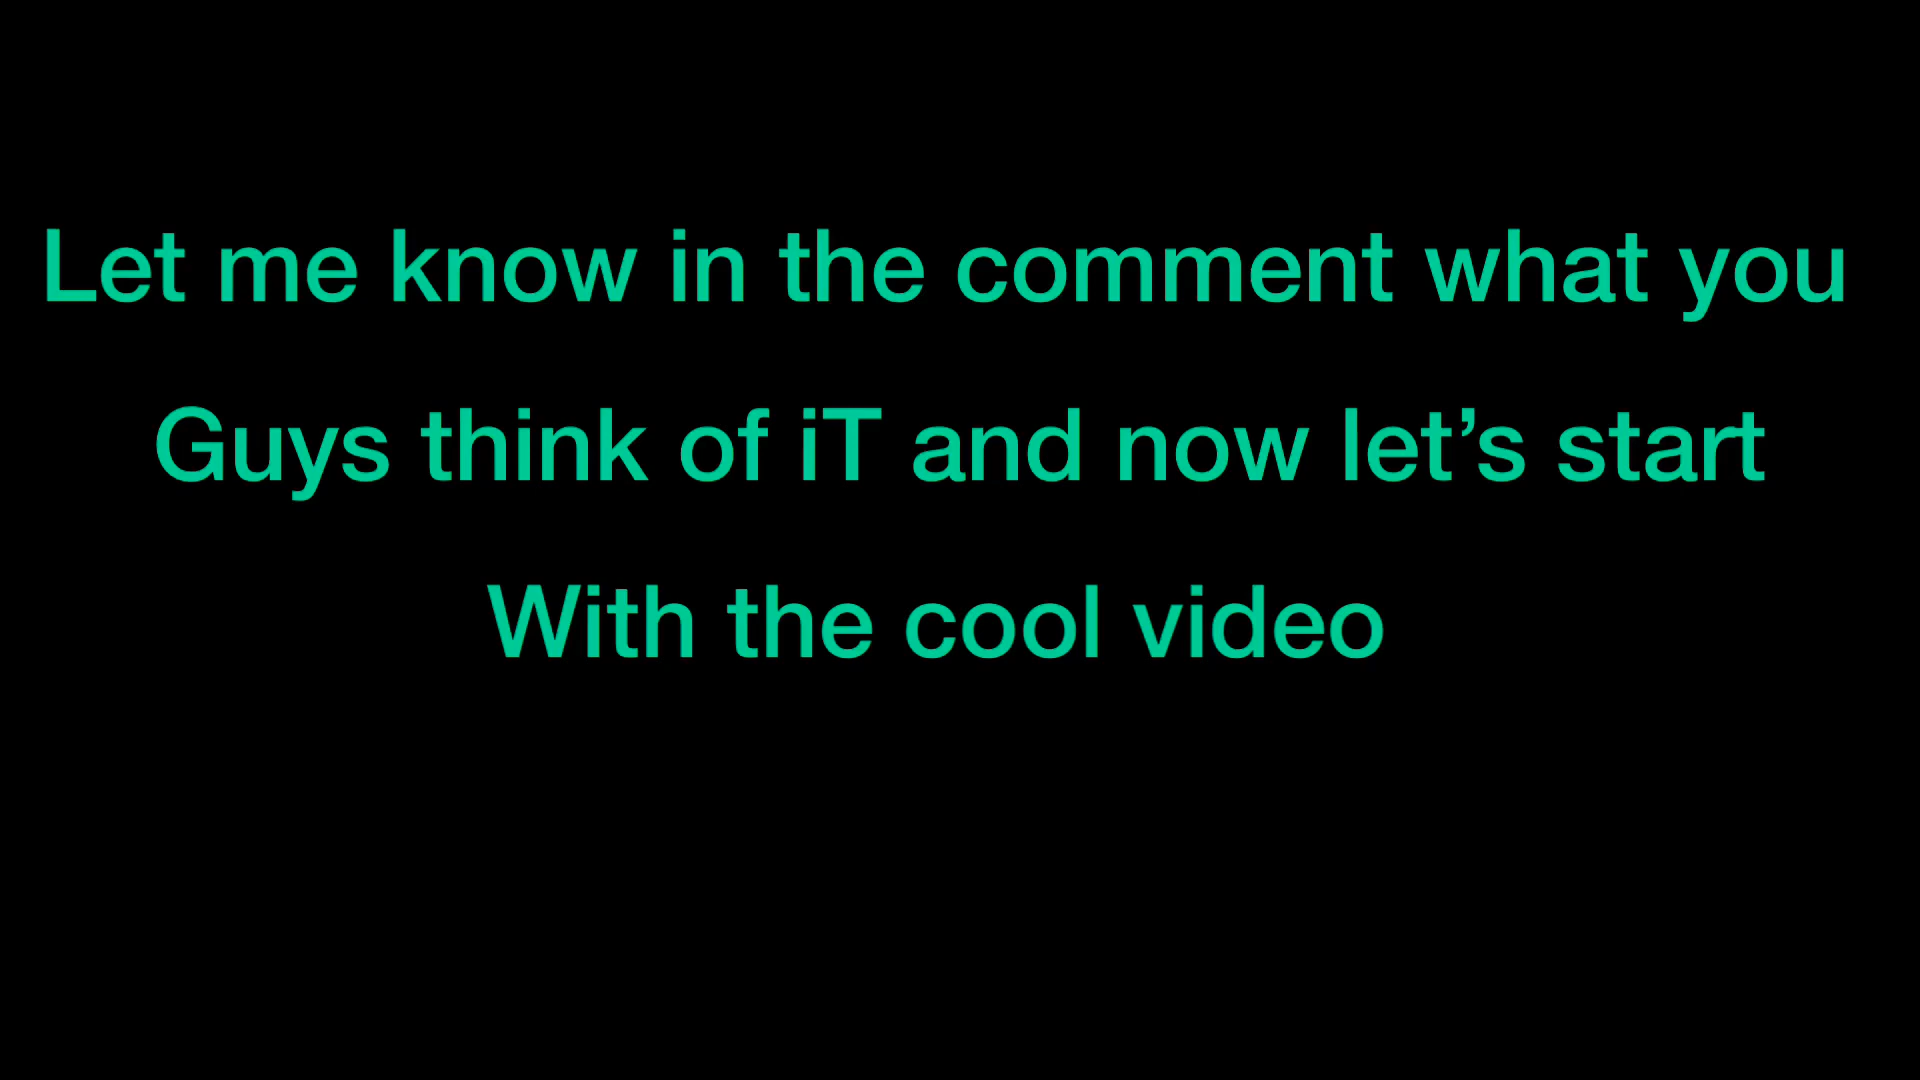 Let me know in the comment what you
Guys think of iT and now let’s start
With the cool video